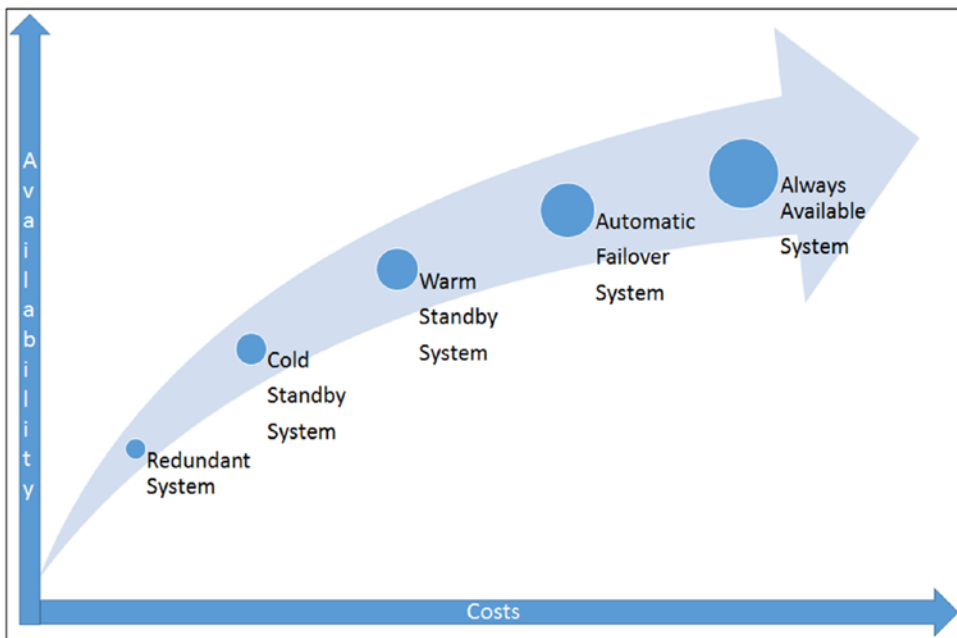 Availability
Redundant
System
Cold
Standby
System
Warm
Standby
System
Automatic
Failover
System
Always
Available
System
Costs